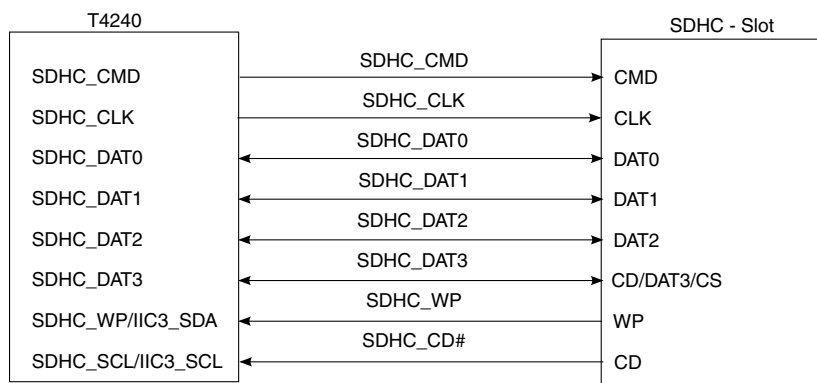 T4240
SDHC - Slot
SDHC_CMD
SDHC_CMD
CMD
SDHC_CLK
SDHC_CLK
CLK
SDHC_DAT0
SDHC_DAT0
DAT0
SDHC_DAT1
SDHC_DAT1
DAT1
SDHC_DAT2
SDHC_DAT2
DAT2
SDHC_DAT3
SDHC_DAT3
CD/DAT3/CS
SDHC_WP/IIC3_SDA
SDHC_WP
WP
SDHC_SCL/IIC3_SCL
SDHC_CD#
CD